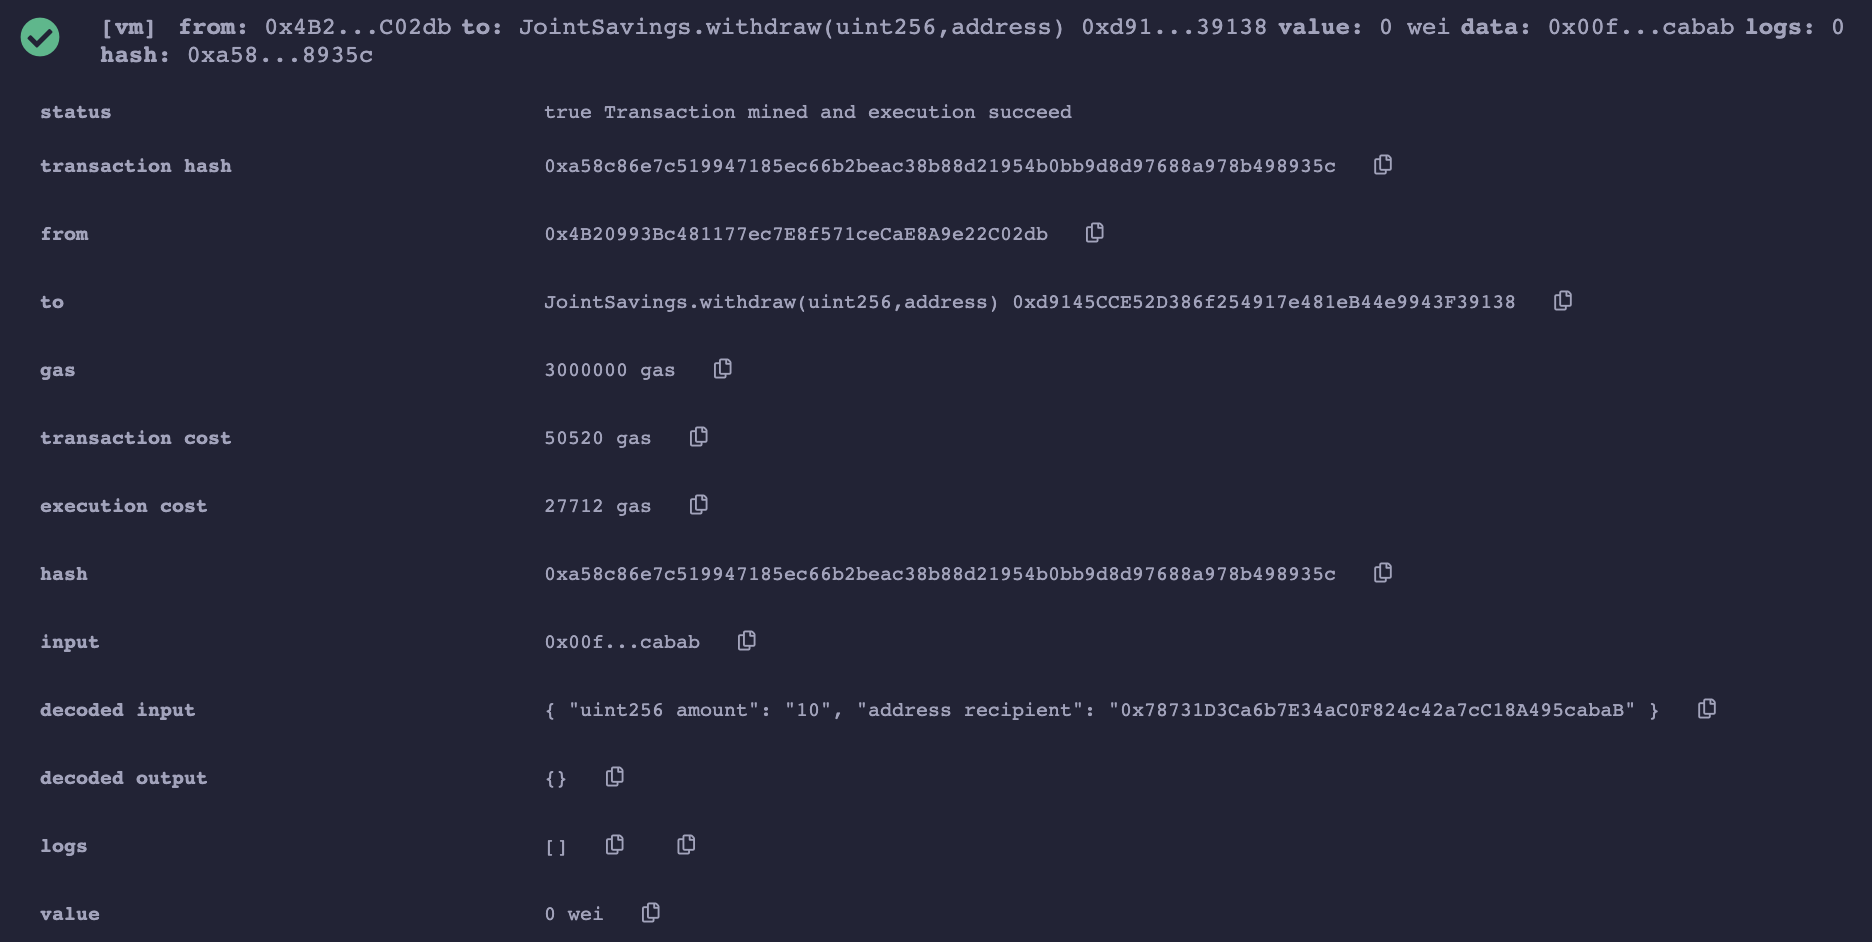 [vm] from: 0x4B2...C02db to: JointSavings.withdraw(uint256,address) 0xd91...39138 value: 0 wei data: 0x00f...cabab logs: 0
hash: 0xa58...8935c
status true Transaction mined and execution succeed
transaction hash 0xa58c86e7c519947185ec66b2beac38b88d21954b0bb9d8d97688a978b498935c
from 0x4B20993Bc481177ec7E8f571ceCaE8A9e22C02db
to JointSavings.withdraw(uint256,address) 0xd9145CCE52D386f254917e481eB44e9943F39138
gas 3000000 gas
transaction cost 50520 gas
execution cost 27712 gas
hash 0xa58c86e7c519947185ec66b2beac38b88d21954b0bb9d8d97688a978b498935c
input 0x00f...cabab
decoded input { "uint256 amount": "10", "address recipient": "0x78731D3Ca6b7E34aC0F824c42a7cC18A495cabaB" }
decoded output {}
logs []
value 0 wei